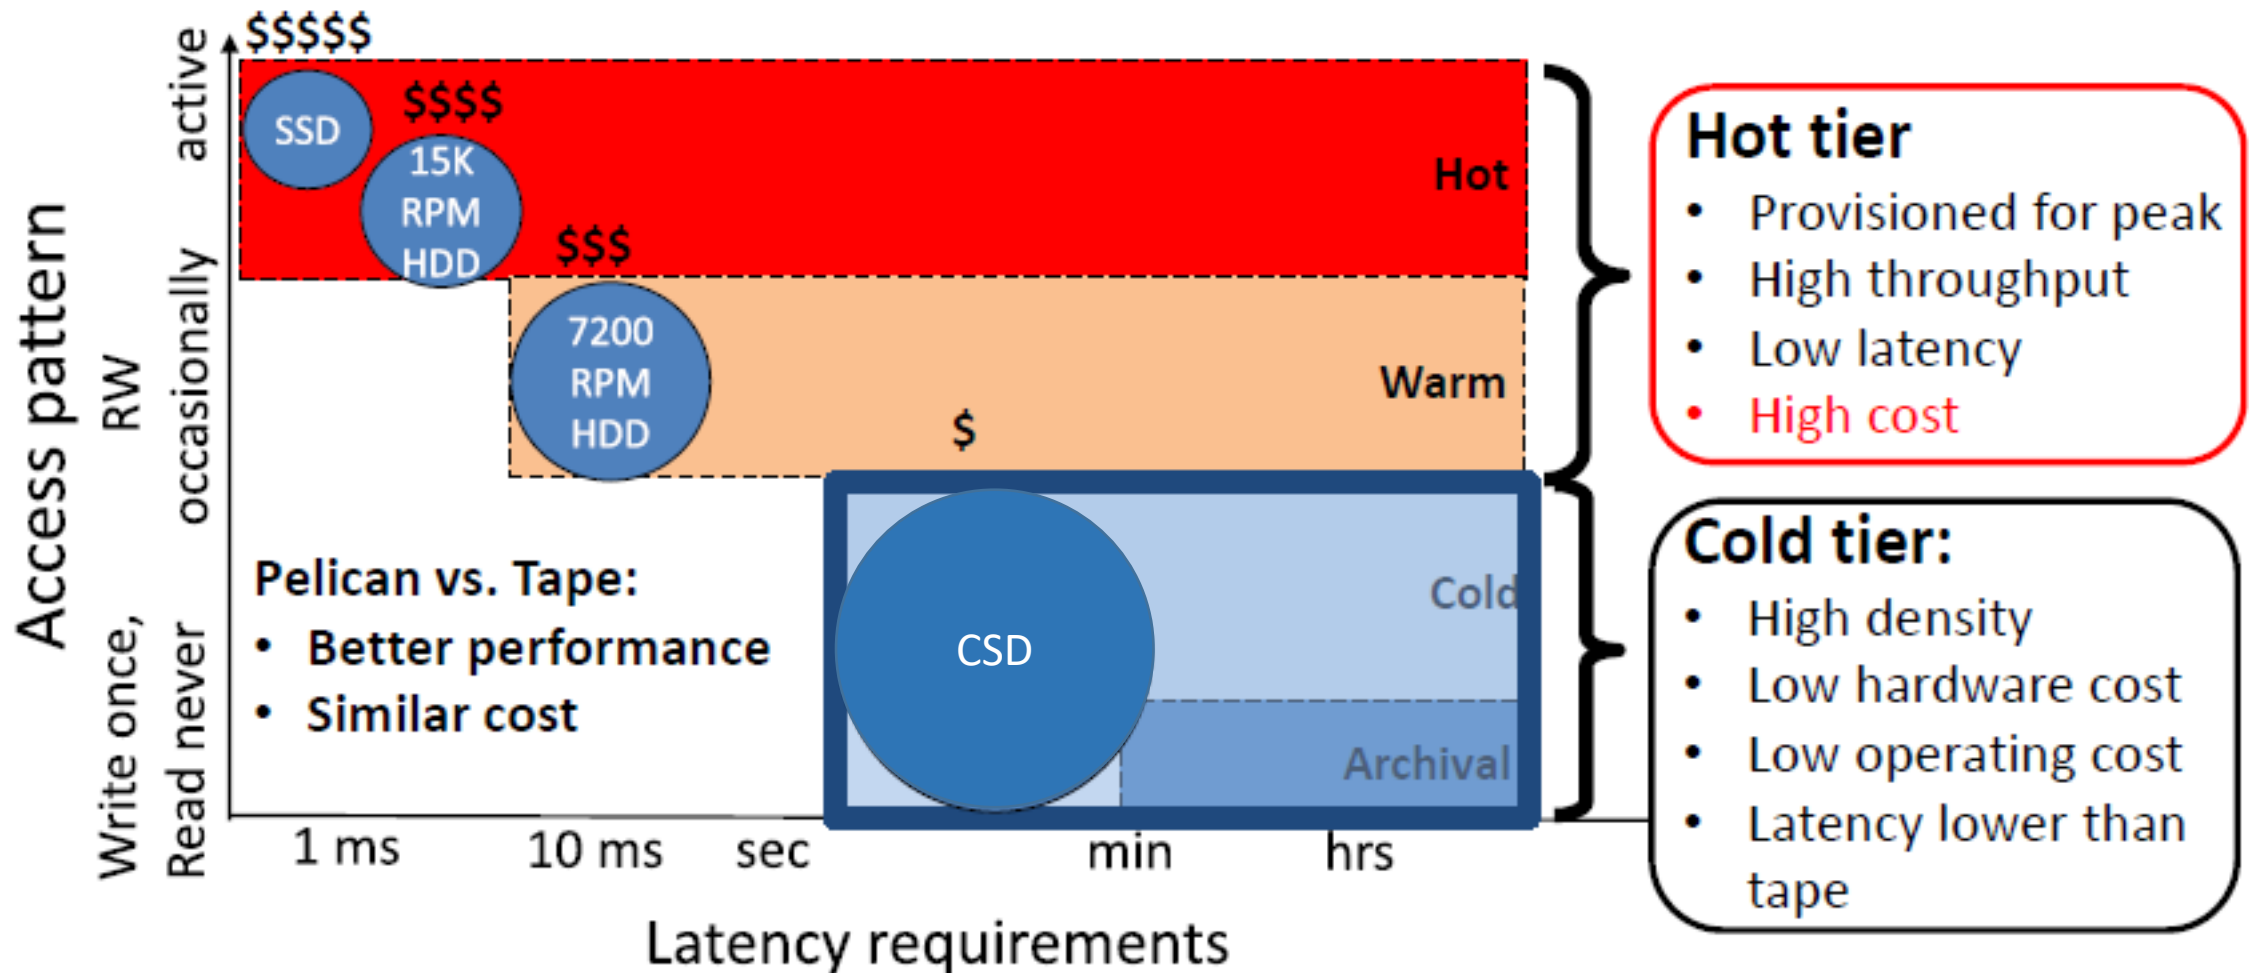 $$$$$
SSD
$$$$
15K
RPM
HDD
Hot
$$$
7200
RPM
HDD
Warm
$
CSD
Cold
Archival
Pelican vs. Tape:
• Better performance
• Similar cost
Access pattern
RW
active
occasionally
Write once,
Read never
1 ms
10 ms
sec
min
hrs
Latency requirements
Hot tier
• Provisioned for peak
• High throughput
• Low latency
• High cost
Cold tier:
• High density
• Low hardware cost
• Low operating cost
• Latency lower than
tape